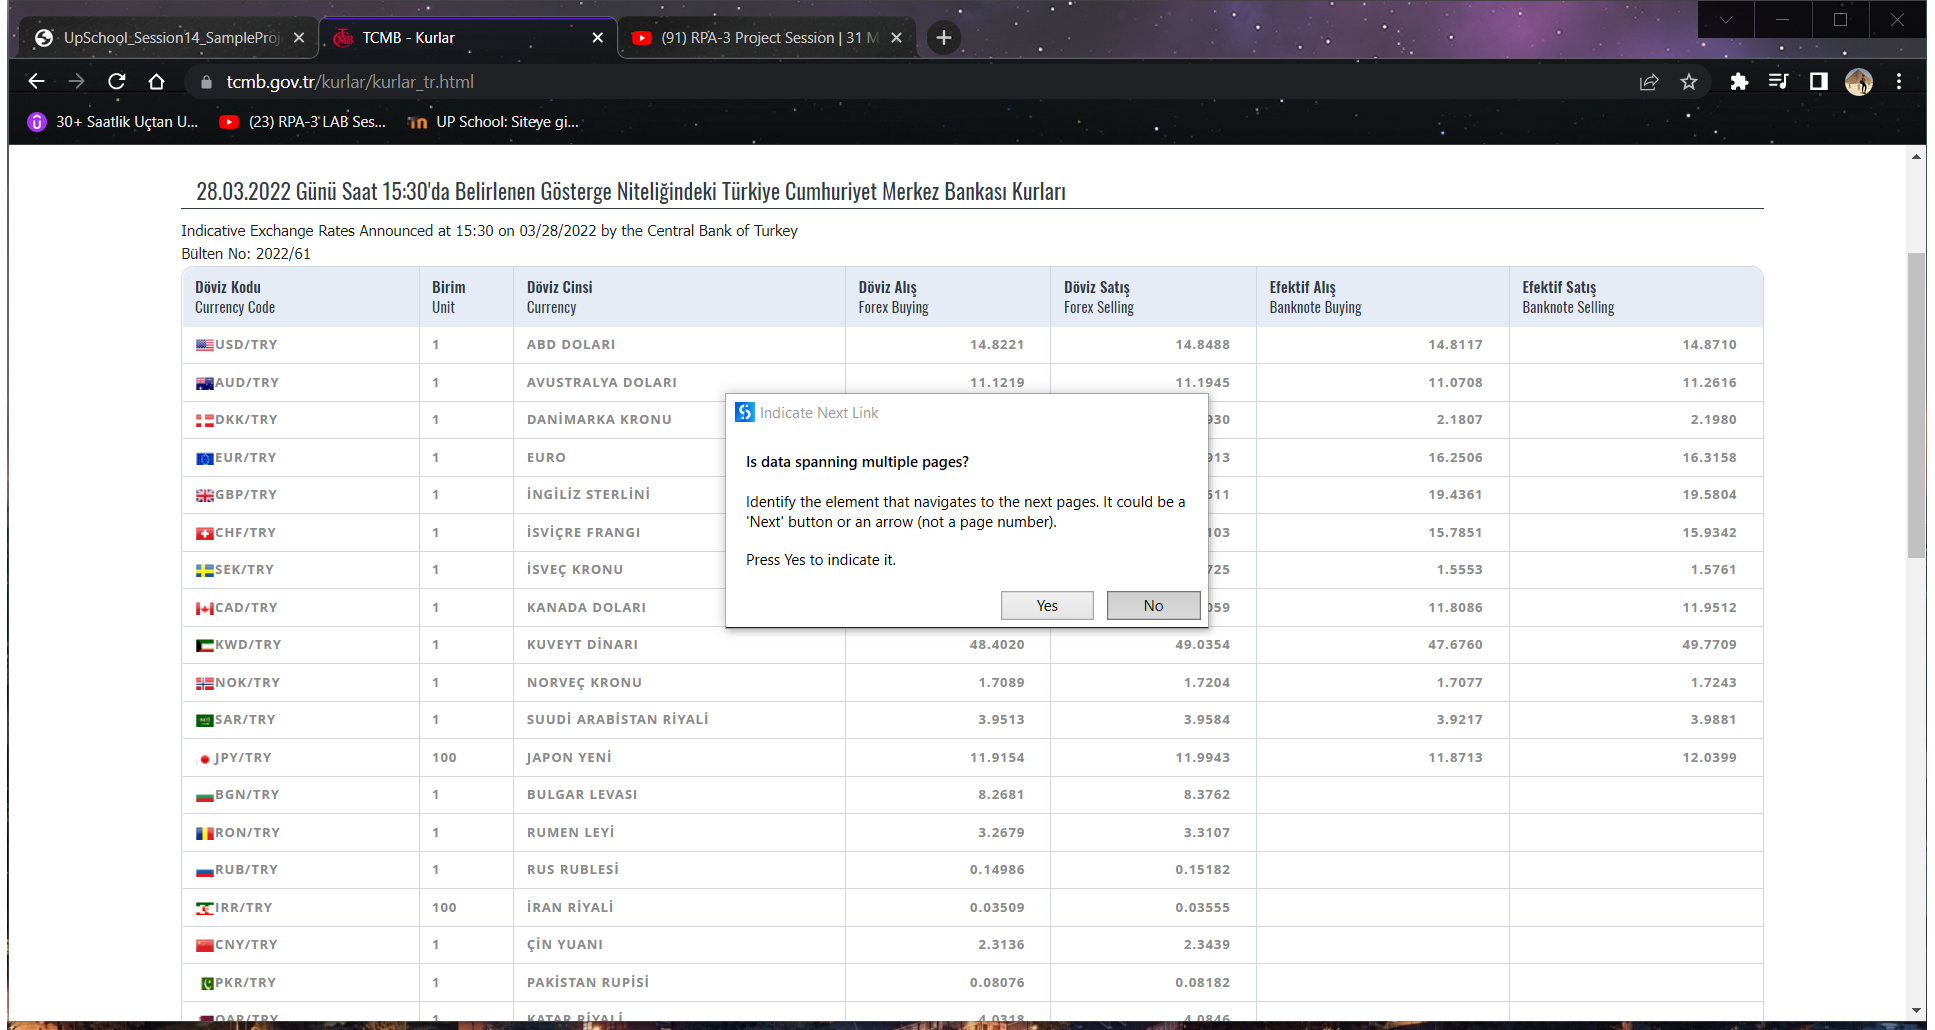 UpSchool_Session14_SampleProj
TCMB - Kurlar
(91) RPA-3 Project Session | 31 M
tcmb.gov.tr/kurlar/kurlar_tr.html
30+ Saatlik Uçtan U...
(23) RPA-3 LAB Ses...
UP School: Siteye gi...
28.03.2022 Günü Saat 15:30'da Belirlenen Gösterge Niteliğindeki Türkiye Cumhuriyet Merkez Bankası Kurları
Indicative Exchange Rates Announced at 15:30 on 03/28/2022 by the Central Bank of Turkey
Bülten No: 2022/61
Döviz Kodu Birim Döviz Cinsi Döviz Alış Döviz Satış Efektif Alış Efektif Satış
Currency Code Unit Currency Forex Buying Forex Selling Banknote Buying Banknote Selling
USD/TRY 1 ABD DOLARI 14.8221 14.8488 14.8117 14.8710
AUD/TRY 1 AVUSTRALYA DOLARI 11.1219 11.1945 11.0708 11.2616
DKK/TRY 1 DANİMARKA KRONU 930 2.1807 2.1980
EUR/TRY 1 EURO 913 16.2506 16.3158
GBP/TRY 1 İNGİLİZ STERLİNİ 511 19.4361 19.5804
CHF/TRY 1 İSVİÇRE FRANGI 103 15.7851 15.9342
SEK/TRY 1 İSVEÇ KRONU 725 1.5553 1.5761
CAD/TRY 1 KANADA DOLARI 059 11.8086 11.9512
KWD/TRY 1 KUVEYT DİNARI 48.4020 49.0354 47.6760 49.7709
NOK/TRY 1 NORVEÇ KRONU 1.7089 1.7204 1.7077 1.7243
SAR/TRY 1 SUUDİ ARABİSTAN RİYALİ 3.9513 3.9584 3.9217 3.9881
JPY/TRY 100 JAPON YENİ 11.9154 11.9943 11.8713 12.0399
BGN/TRY 1 BULGAR LEVASI 8.2681 8.3762
RON/TRY 1 RUMEN LEYİ 3.2679 3.3107
RUB/TRY 1 RUS RUBLESİ 0.14986 0.15182
IRR/TRY 100 İRAN RİYALİ 0.03509 0.03555
CNY/TRY 1 ÇİN YUANI 2.3136 2.3439
PKR/TRY 1 PAKİSTAN RUPİSİ 0.08076 0.08182
QAR/TRY 1 KATAR RİYALİ 4.0318 4.0846
Indicate Next Link
Is data spanning multiple pages?
Identify the element that navigates to the next pages. It could be a
'Next' button or an arrow (not a page number).
Press Yes to indicate it.
Yes No